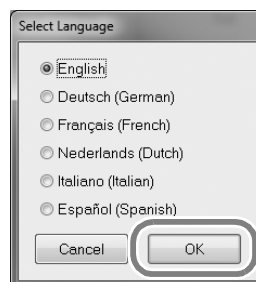 Select Language
English
Deutsch (German)
Français (French)
Nederlands (Dutch)
Italiano (Italian)
Español (Spanish)
Cancel
OK